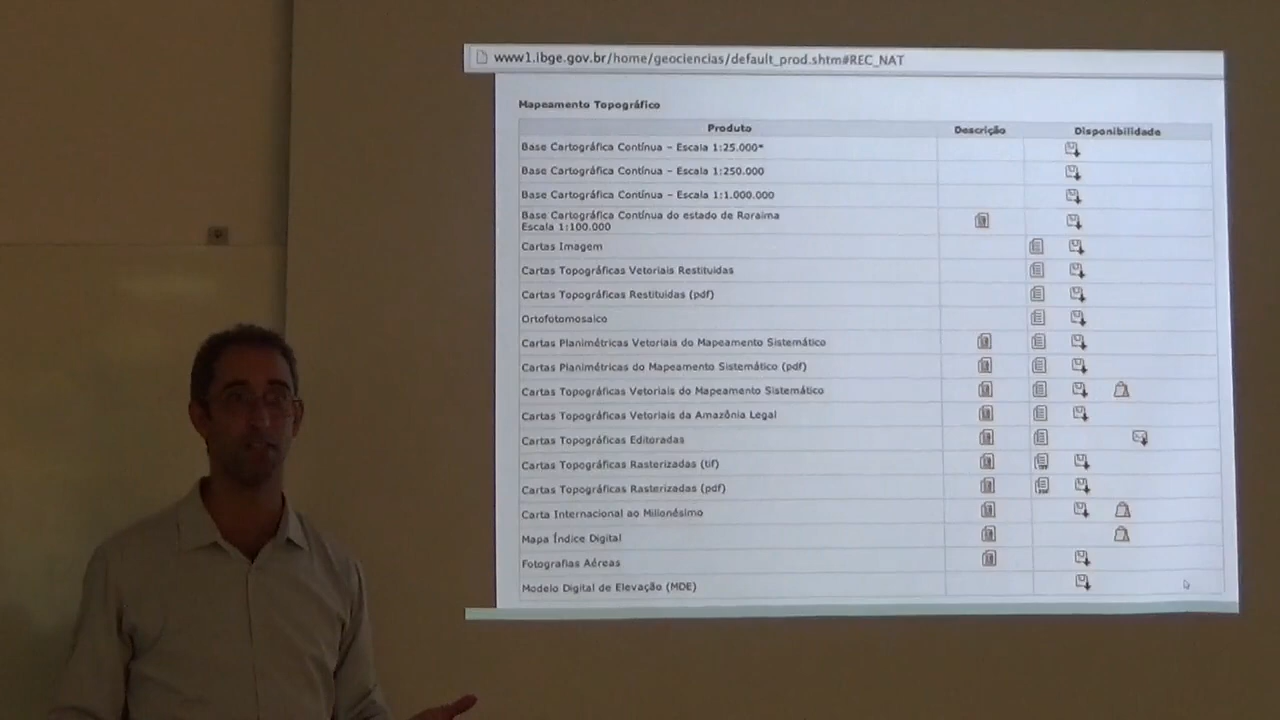 www1.ibge.gov.br/home/geociencias/default_prod.shtm#REC_NAT
Mapeamento Topográfico
Produto Descrição Disponibilidade
Base Cartográfica Contínua - Escala 1:25.000*
Base Cartográfica Contínua - Escala 1:250.000
Base Cartográfica Contínua - Escala 1:1.000.000
Base Cartográfica Contínua do estado de Roraima
Escala 1:100.000
Cartas Imagem
Cartas Topográficas Vetoriais Restituidas
Cartas Topográficas Restituidas (pdf)
Ortofotomosaico
Cartas Planimétricas Vetoriais do Mapeamento Sistemático
Cartas Planimétricas do Mapeamento Sistemático (pdf)
Cartas Topográficas Vetoriais do Mapeamento Sistemático
Cartas Topográficas Vetoriais da Amazônia Legal
Cartas Topográficas Editoradas
Cartas Topográficas Rasterizadas (tif)
Cartas Topográficas Rasterizadas (pdf)
Carta Internacional ao Milionésimo
Mapa Índice Digital
Fotografias Aéreas
Modelo Digital de Elevação (MDE)